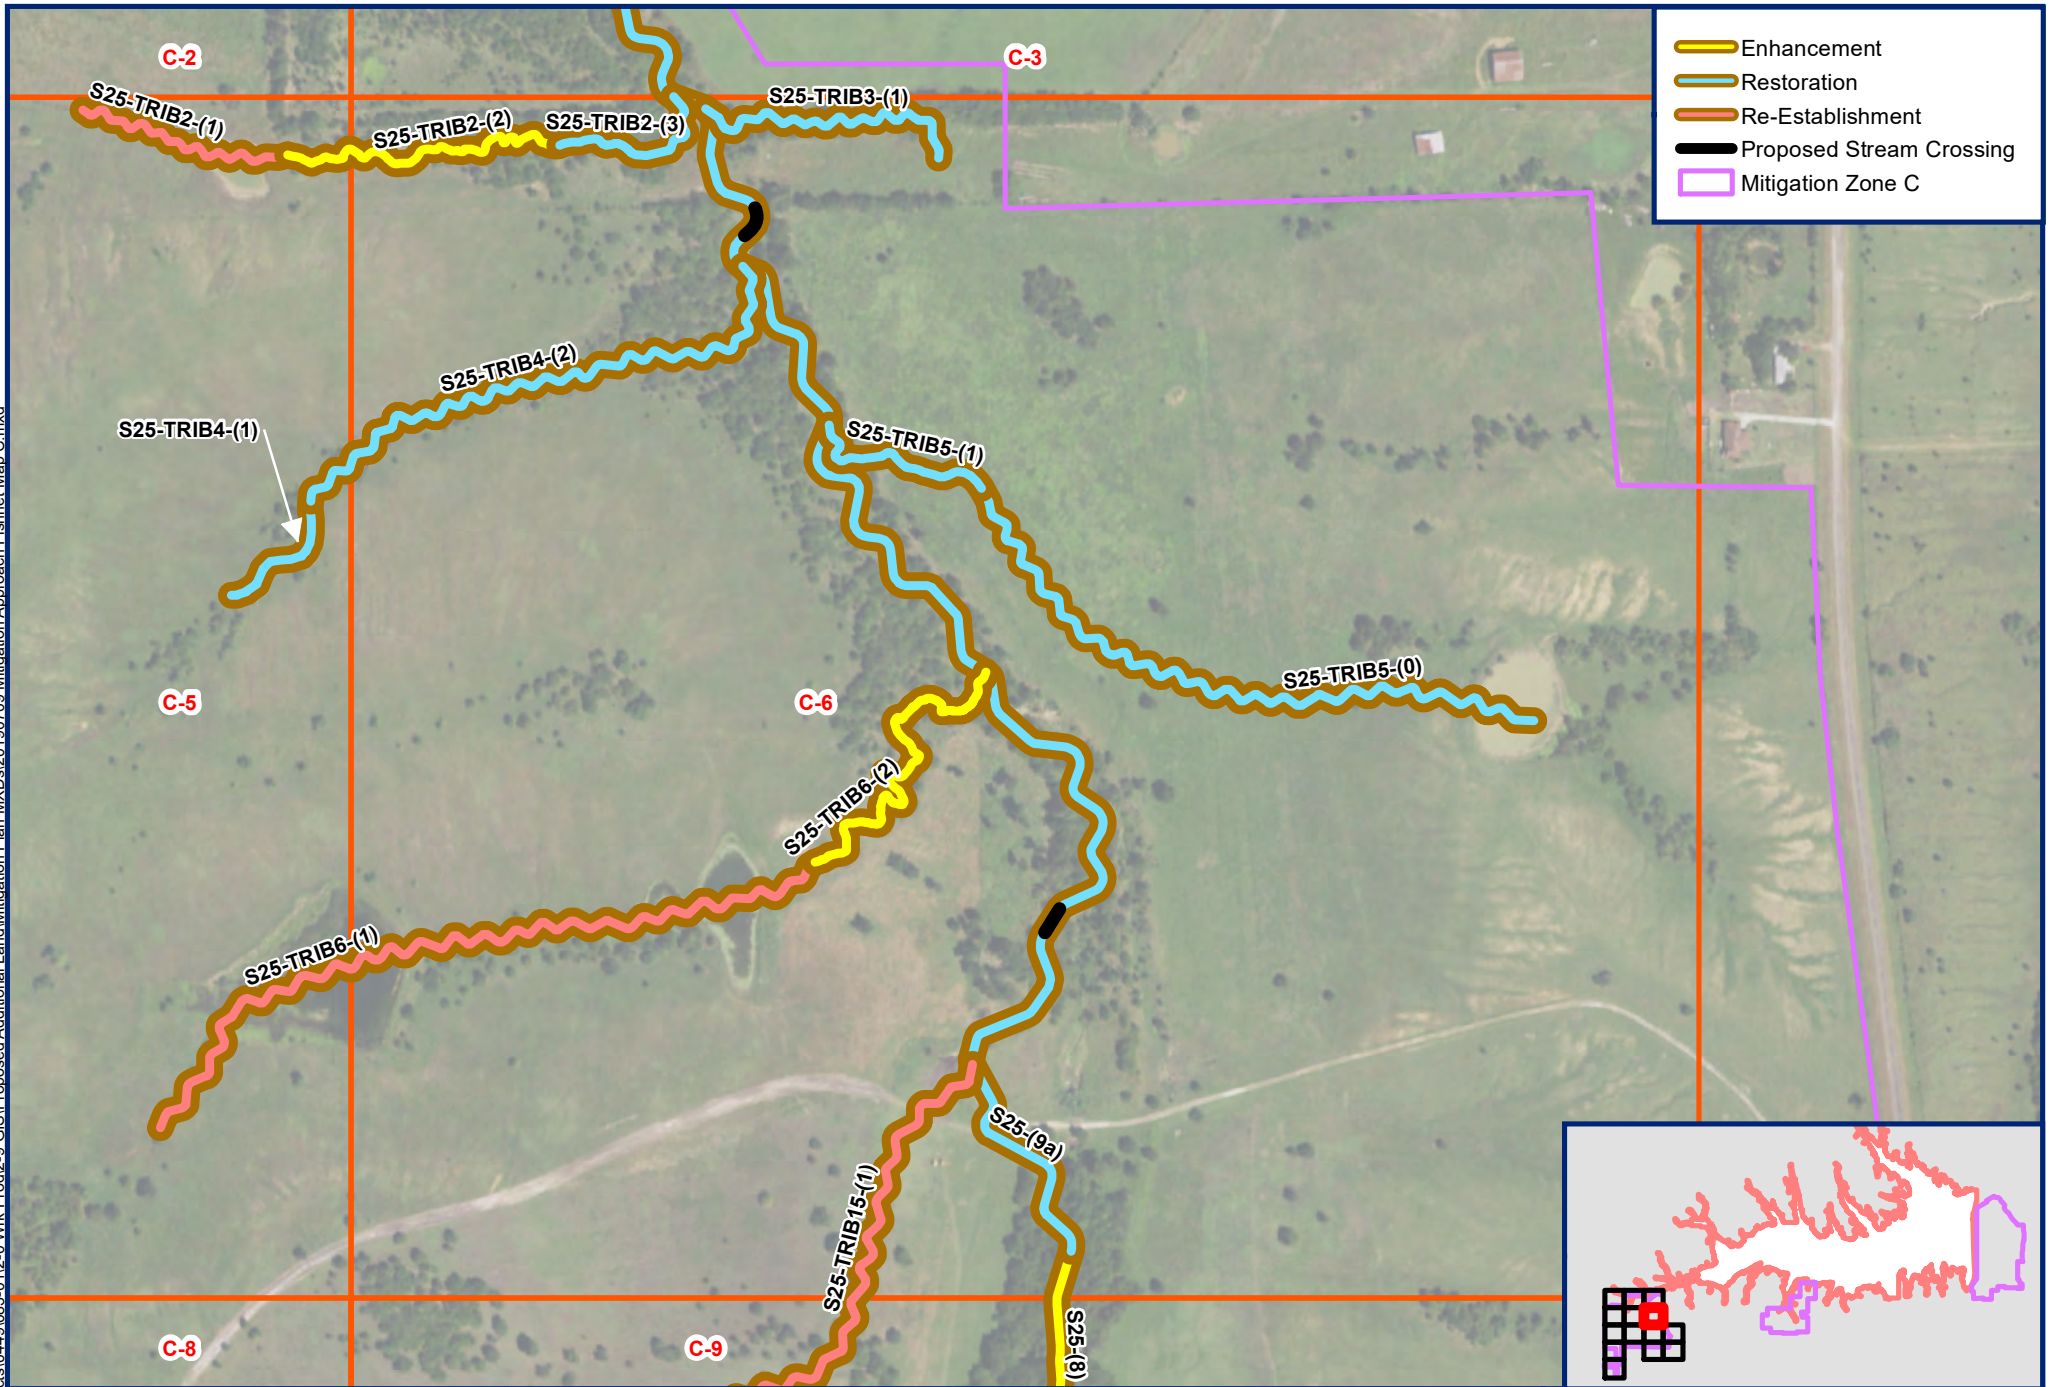 C-2
C-3
Enhancement
Restoration
Re-Establishment
Proposed Stream Crossing
Mitigation Zone C
S25-TRIB2-(1)
S25-TRIB2-(2)
S25-TRIB2-(3)
S25-TRIB3-(1)
S25-TRIB4-(2)
S25-TRIB4-(1)
S25-TRIB5-(1)
S25-TRIB5-(0)
C-5
C-6
S25-TRIB6-(2)
S25-TRIB6-(1)
S25-(9a)
S25-TRIB15-(1)
S25-(8)
C-8
C-9